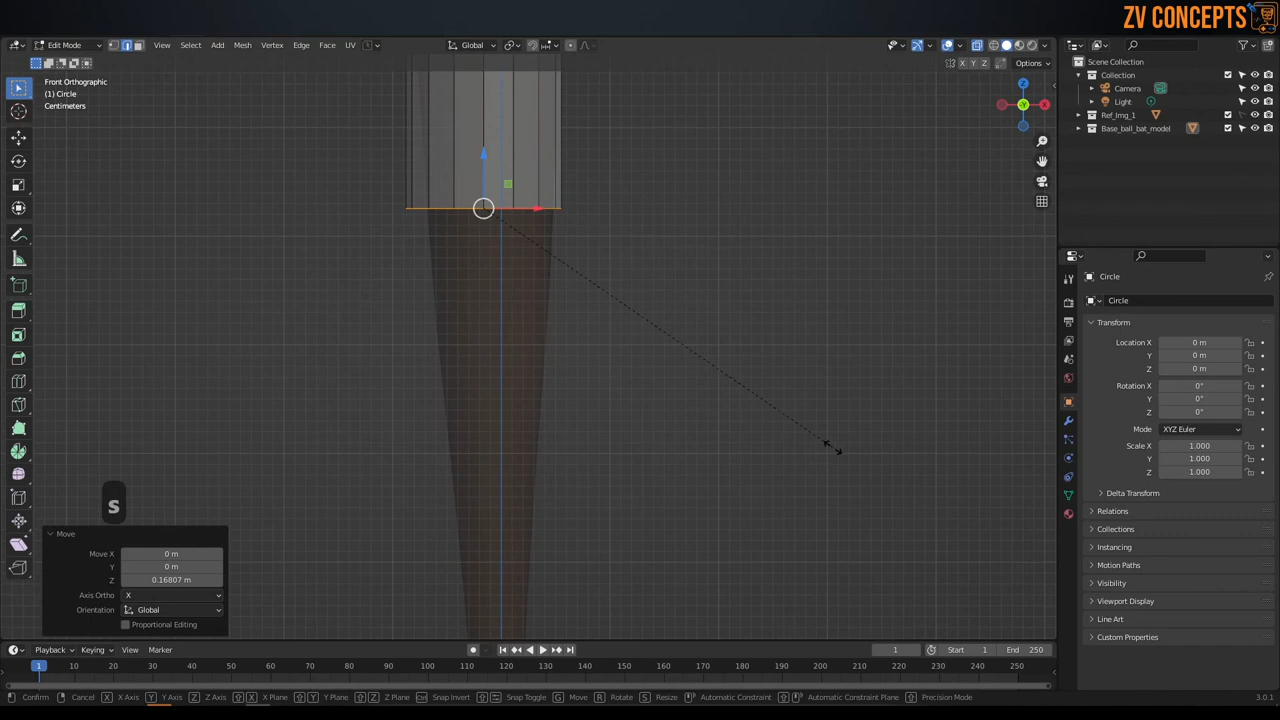 ZV CONCEPTS
Edit Mode View Select Add Mesh Vertex Edge Face UV Global
X Y Z Options
Front Orthographic
(1) Circle
Centimeters
Z
-Y X
S
Move
Move X 0 m
Y 0 m
Z 0.16807 m
Axis Ortho X
Orientation Global
Proportional Editing
Scene Collection
Collection
Camera
Light
Ref_Img_1
Base_ball_bat_model
Circle
Circle
Transform
Location X 0 m
Y 0 m
Z 0 m
Rotation X 0°
Y 0°
Z 0°
Mode XYZ Euler
Scale X 1.000
Y 1.000
Z 1.000
Delta Transform
Relations
Collections
Instancing
Motion Paths
Visibility
Viewport Display
Line Art
Custom Properties
Playback Keying View Marker 1 Start 1 End 250
1 10 20 30 40 50 60 70 80 90 100 110 120 130 140 150 160 170 180 190 200 210 220 230 240 250
Confirm Cancel X X Axis Y Y Axis Z Z Axis X X Plane Y Y Plane Z Z Plane Snap Invert Snap Toggle G Move R Rotate S Resize Automatic Constraint Automatic Constraint Plane Precision Mode
3.0.1